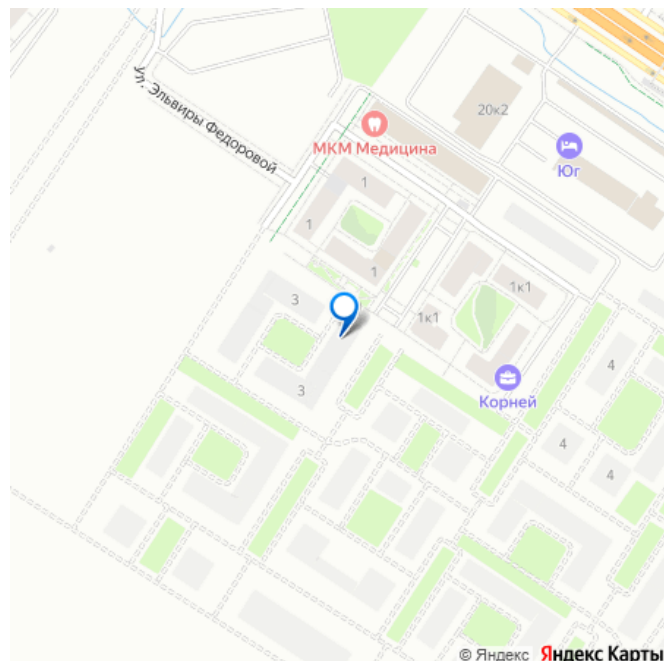 ул. Эльвиры Федоровой
20к2
МКМ Медицина
Юг
1
1
1
1к1
1к1
3
3
Корней
4
4
4
© Яндекс Яндекс Карты